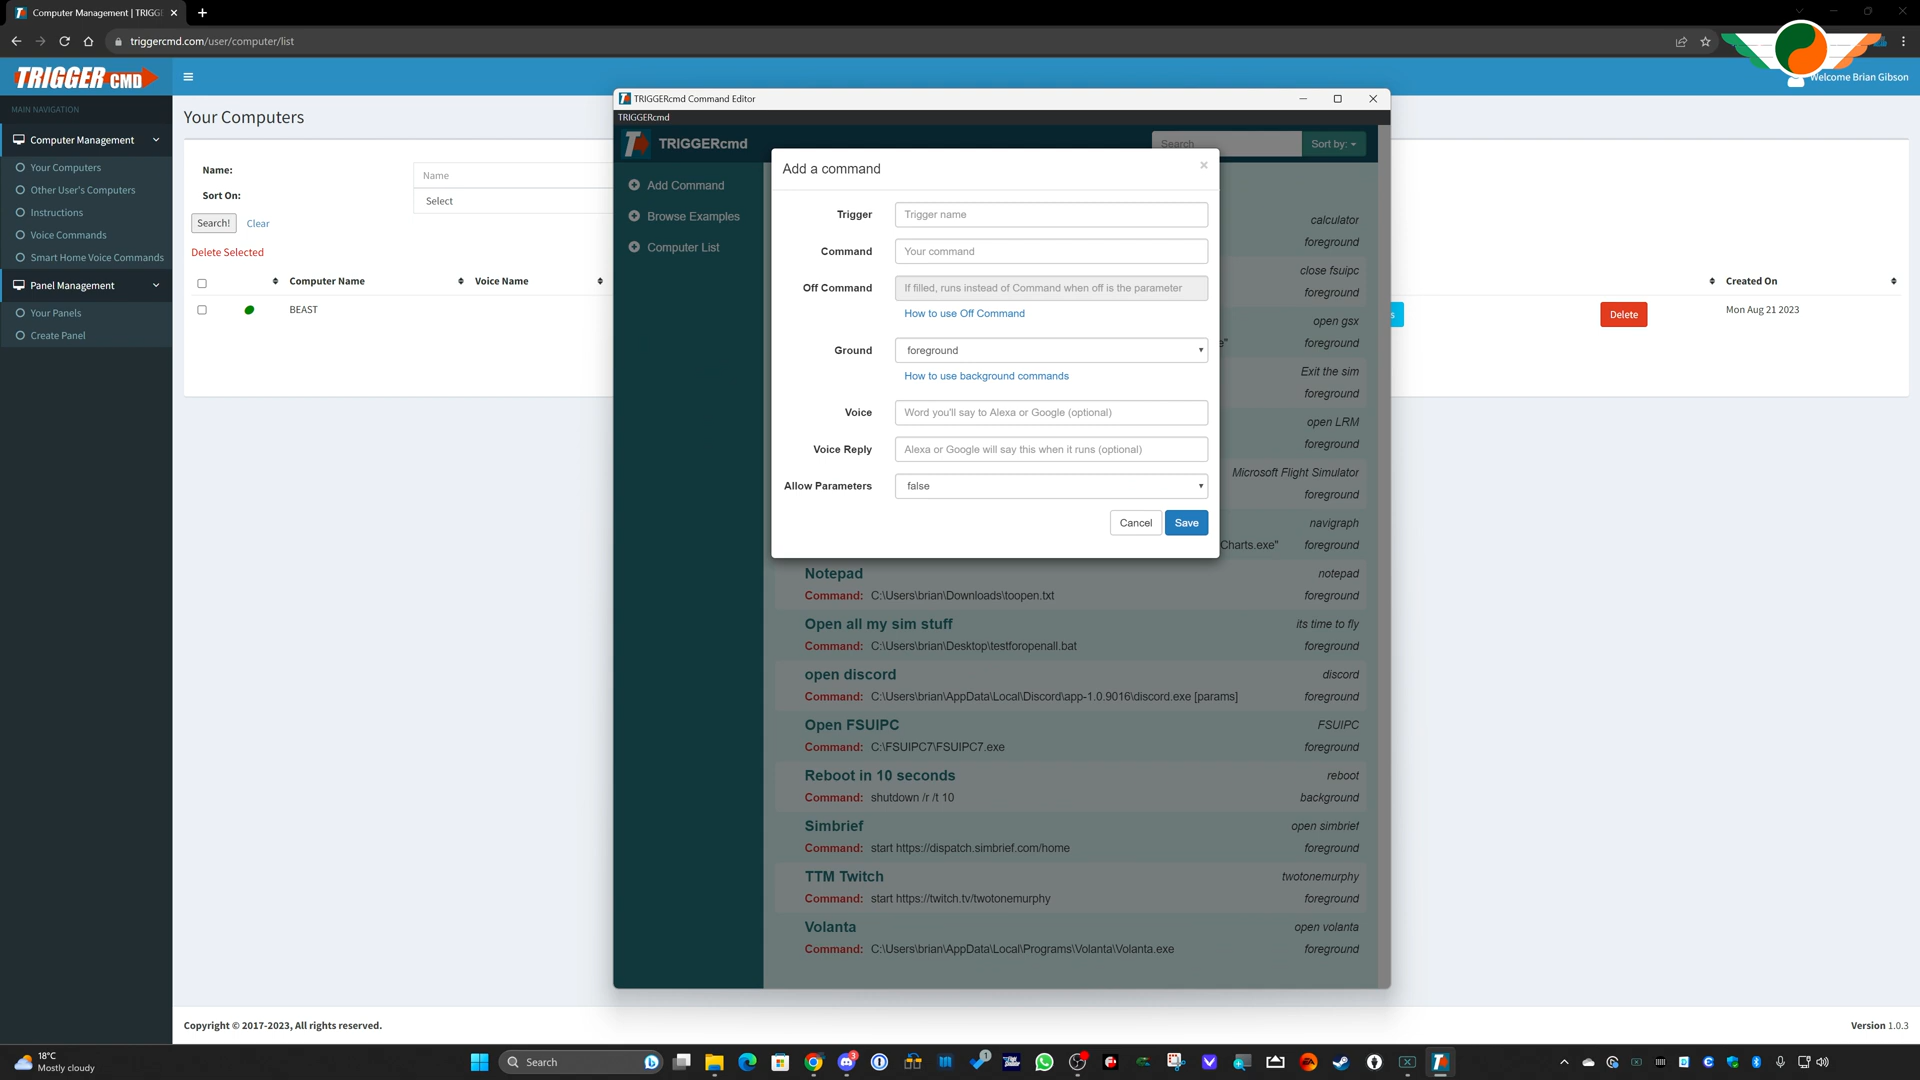 Computer Management | TRIGG
triggercmd.com/user/computer/list
TRIGGER CMD
Welcome Brian Gibson
MAIN NAVIGATION
Computer Management
Your Computers
Other User's Computers
Instructions
Voice Commands
Smart Home Voice Commands
Panel Management
Your Panels
Create Panel
Your Computers
Name:
Name
Sort On:
Select
Search!
Clear
Delete Selected
Computer Name
Voice Name
Created On
BEAST
s
Delete
Mon Aug 21 2023
TRIGGERcmd Command Editor
TRIGGERcmd
TRIGGERcmd
Search
Sort by:
Add Command
Browse Examples
Computer List
Add a command
×
Trigger
Trigger name
Command
Your command
Off Command
If filled, runs instead of Command when off is the parameter
How to use Off Command
Ground
foreground
How to use background commands
Voice
Word you'll say to Alexa or Google (optional)
Voice Reply
Alexa or Google will say this when it runs (optional)
Allow Parameters
false
Cancel
Save
calculator
foreground
close fsuipc
foreground
open gsx
e"
foreground
Exit the sim
foreground
open LRM
foreground
Microsoft Flight Simulator
foreground
navigraph
Charts.exe"
foreground
Notepad
notepad
Command: C:\Users\brian\Downloads\toopen.txt
foreground
Open all my sim stuff
its time to fly
Command: C:\Users\brian\Desktop\testforopenall.bat
foreground
open discord
discord
Command: C:\Users\brian\AppData\Local\Discord\app-1.0.9016\discord.exe [params]
foreground
Open FSUIPC
FSUIPC
Command: C:\FSUIPC7\FSUIPC7.exe
foreground
Reboot in 10 seconds
reboot
Command: shutdown /r /t 10
background
Simbrief
open simbrief
Command: start https://dispatch.simbrief.com/home
foreground
TTM Twitch
twotonemurphy
Command: start https://twitch.tv/twotonemurphy
foreground
Volanta
open volanta
Command: C:\Users\brian\AppData\Local\Programs\Volanta\Volanta.exe
foreground
Copyright © 2017-2023, All rights reserved.
Version 1.0.3
18°C
Mostly cloudy
Search
3
1